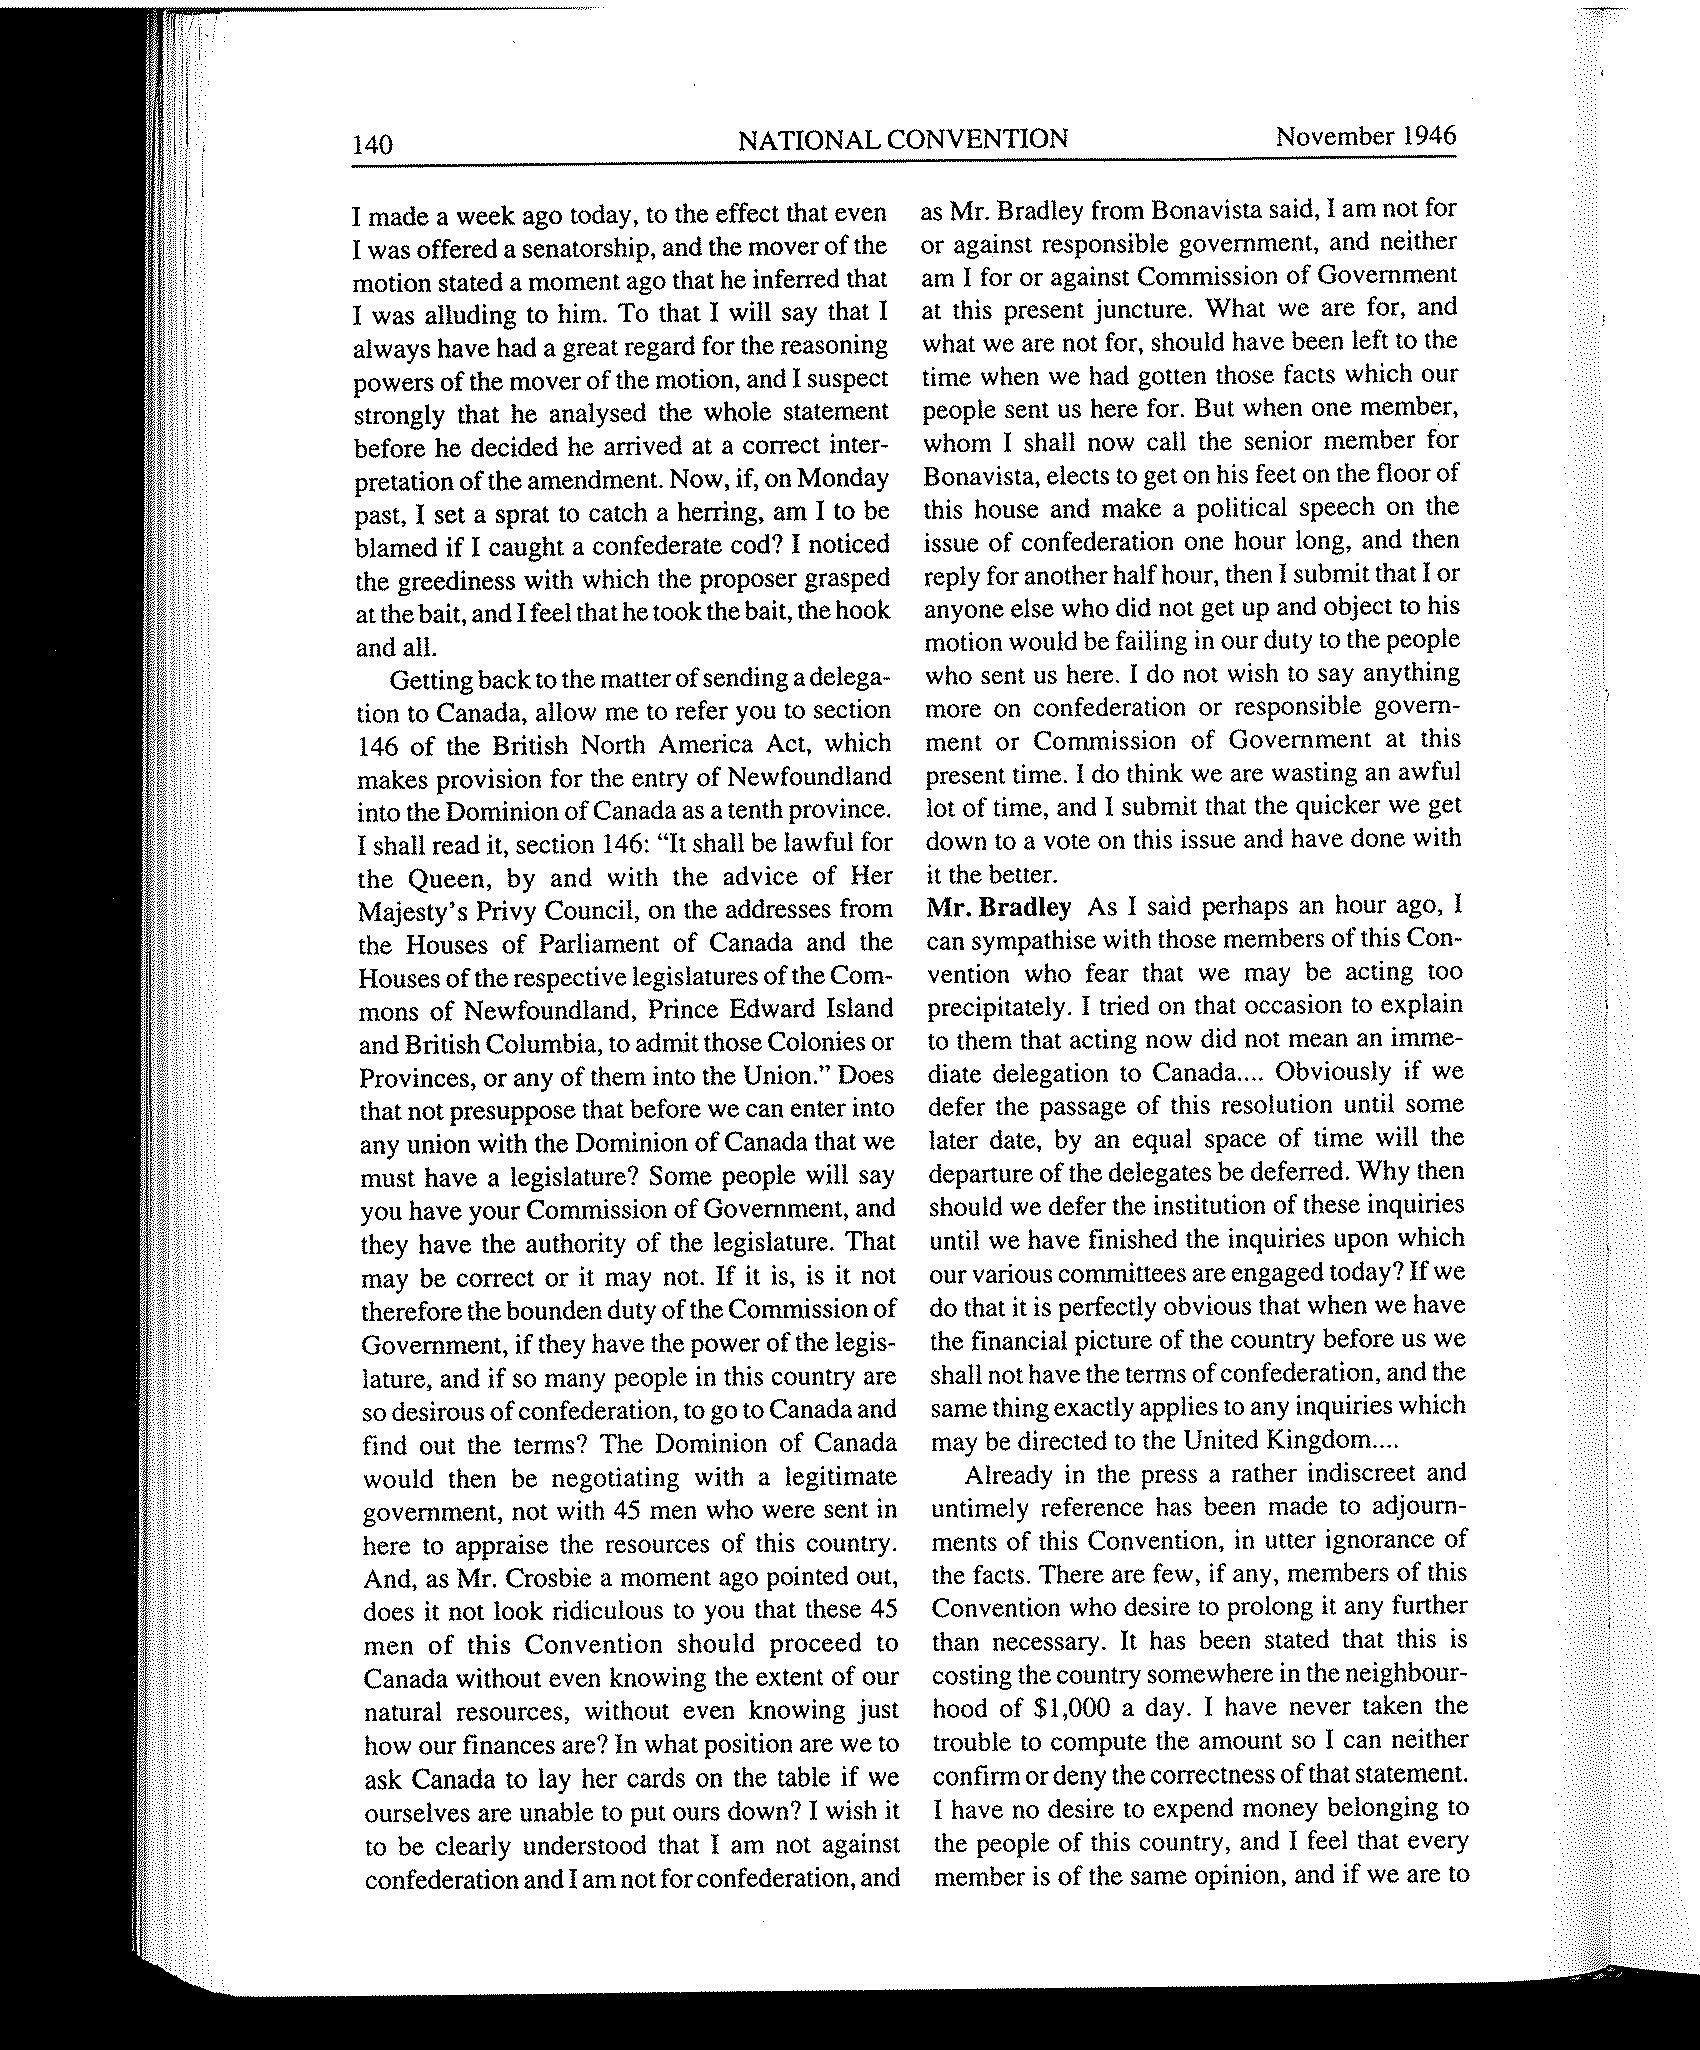 140
NATIONAL CONVENTION
November 1946
I made a week ago today, to the effect that even
I was offered a senatorship, and the mover of the
motion stated a moment ago that he inferred that
I was alluding to him. To that I will say that I
always have had a great regard for the reasoning
powers of the mover of the motion, and I suspect
strongly that he analysed the whole statement
before he decided he arrived at a correct inter-
pretation of the amendment. Now, if, on Monday
past, I set a sprat to catch a herring, am I to be
blamed if I caught a confederate cod? I noticed
the greediness with which the proposer grasped
at the bait, and I feel that he took the bait, the hook
and all.
Getting back to the matter of sending a delega-
tion to Canada, allow me to refer you to section
146 of the British North America Act, which
makes provision for the entry of Newfoundland
into the Dominion of Canada as a tenth province.
I shall read it, section 146: “It shall be lawful for
the Queen, by and with the advice of Her
Majesty's Privy Council, on the addresses from
the Houses of Parliament of Canada and the
Houses of the respective legislatures of the Com-
mons of Newfoundland, Prince Edward Island
and British Columbia, to admit those Colonies or
Provinces, or any of them into the Union.” Does
that not presuppose that before we can enter into
any union with the Dominion of Canada that we
must have a legislature? Some people will say
you have your Commission of Government, and
they have the authority of the legislature. That
may be correct or it may not. If it is, is it not
therefore the bounden duty of the Commission of
Government, if they have the power of the legis-
lature, and if so many people in this country are
so desirous of confederation, to go to Canada and
find out the terms? The Dominion of Canada
would then be negotiating with a legitimate
government, not with 45 men who were sent in
here to appraise the resources of this country.
And, as Mr. Crosbie a moment ago pointed out,
does it not look ridiculous to you that these 45
men of this Convention should proceed to
Canada without even knowing the extent of our
natural resources, without even knowing just
how our finances are? In what position are we to
ask Canada to lay her cards on the table if we
ourselves are unable to put ours down? I wish it
to be clearly understood that I am not against
confederation and I am not for confederation, and
as Mr. Bradley from Bonavista said, I am not for
or against responsible government, and neither
am I for or against Commission of Government
at this present juncture. What we are for, and
what we are not for, should have been left to the
time when we had gotten those facts which our
people sent us here for. But when one member,
whom I shall now call the senior member for
Bonavista, elects to get on his feet on the floor of
this house and make a political speech on the
issue of confederation one hour long, and then
reply for another half hour, then I submit that I or
anyone else who did not get up and object to his
motion would be failing in our duty to the people
who sent us here. I do not wish to say anything
more on confederation or responsible govern-
ment or Commission of Government at this
present time. I do think we are wasting an awful
lot of time, and I submit that the quicker we get
down to a vote on this issue and have done with
it the better.
Mr. Bradley As I said perhaps an hour ago, I
can sympathise with those members of this Con-
vention who fear that we may be acting too
precipitately. I tried on that occasion to explain
to them that acting now did not mean an imme-
diate delegation to Canada.... Obviously if we
defer the passage of this resolution until some
later date, by an equal space of time will the
departure of the delegates be deferred. Why then
should we defer the institution of these inquiries
until we have finished the inquiries upon which
our various committees are engaged today? If we
do that it is perfectly obvious that when we have
the financial picture of the country before us we
shall not have the terms of confederation, and the
same thing exactly applies to any inquiries which
may be directed to the United Kingdom....
Already in the press a rather indiscreet and
untimely reference has been made to adjourn-
ments of this Convention, in utter ignorance of
the facts. There are few, if any, members of this
Convention who desire to prolong it any further
than necessary. It has been stated that this is
costing the country somewhere in the neighbour-
hood of $1,000 a day. I have never taken the
trouble to compute the amount so I can neither
confirm or deny the correctness of that statement.
I have no desire to expend money belonging to
the people of this country, and I feel that every
member is of the same opinion, and if we are to